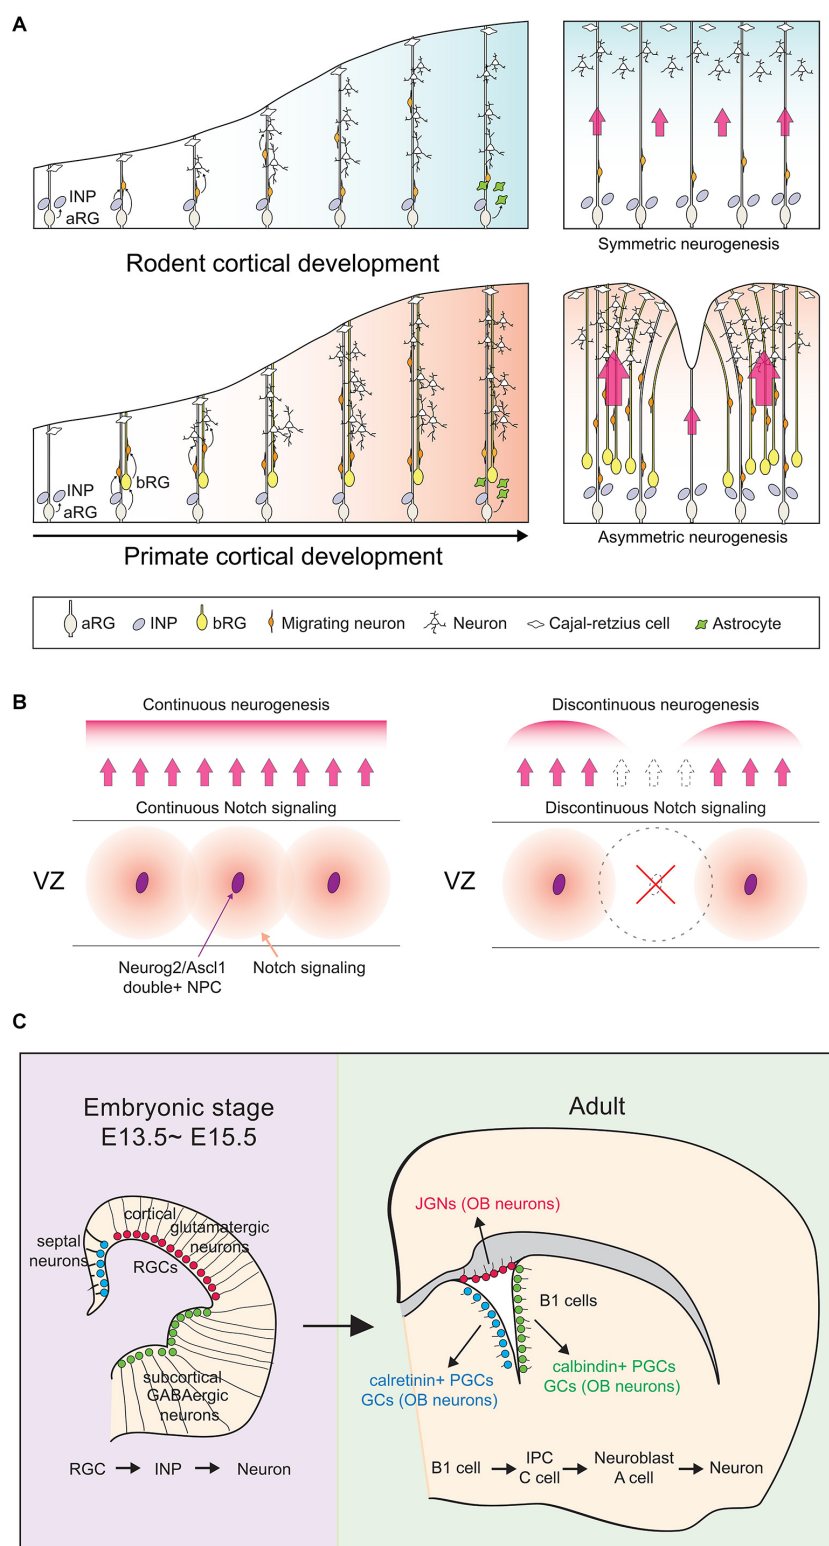 A
INP
aRG
Rodent cortical development
Symmetric neurogenesis
bRG
INP
aRG
Primate cortical development
Asymmetric neurogenesis
aRG INP bRG Migrating neuron Neuron Cajal-retzius cell Astrocyte
B
Continuous neurogenesis
Continuous Notch signaling
VZ
Neurog2/Ascl1
double+ NPC
Notch signaling
Discontinuous neurogenesis
Discontinuous Notch signaling
VZ
C
Embryonic stage
E13.5~ E15.5
cortical
glutamatergic
neurons
septal
neurons
RGCs
subcortical
GABAergic
neurons
RGC INP Neuron
Adult
JGNs (OB neurons)
B1 cells
calretinin+ PGCs
GCs (OB neurons)
calbindin+ PGCs
GCs (OB neurons)
B1 cell
IPC
C cell
Neuroblast
A cell
Neuron